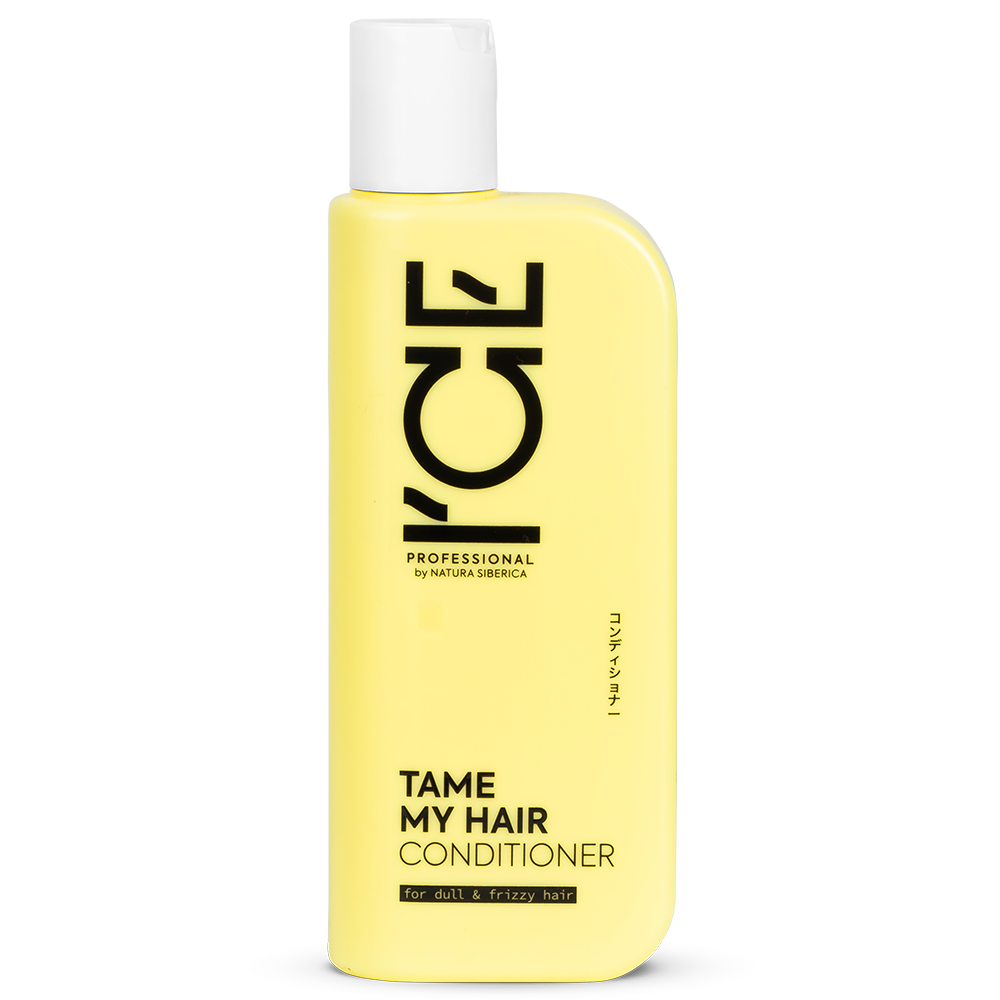 I'CÉ
PROFESSIONAL
by NATURA SIBERICA
コンディショナー
TAME
MY HAIR
CONDITIONER
for dull & frizzy hair